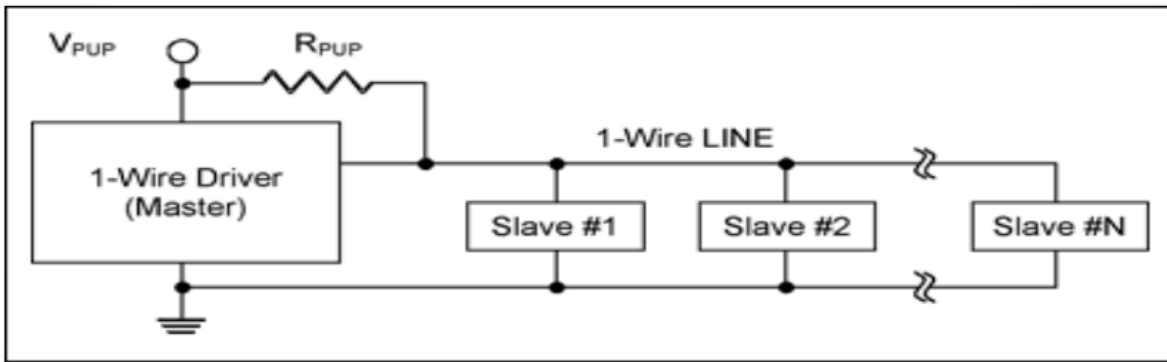 VPUP
RPUP
1-Wire LINE
1-Wire Driver
(Master)
Slave #1
Slave #2
Slave #N